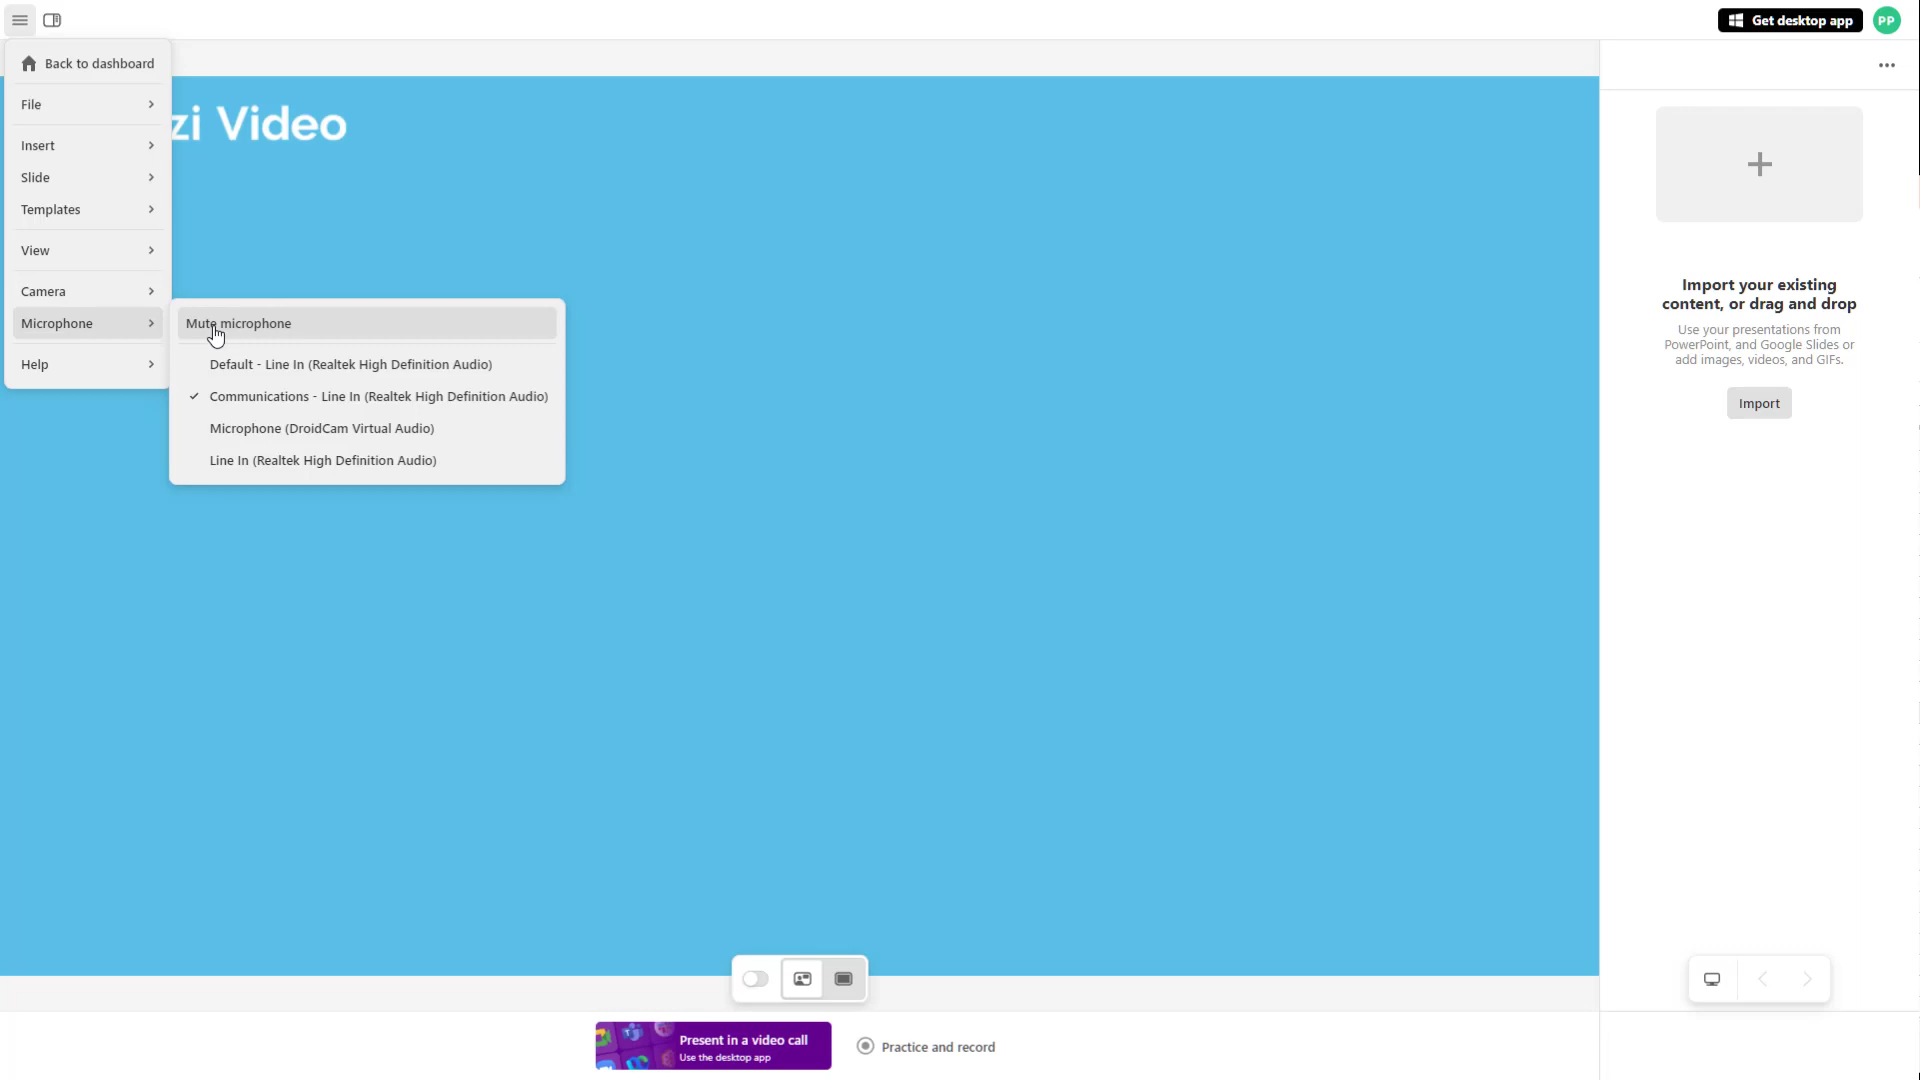 Get desktop app
PP
Back to dashboard
File
Insert
Slide
Templates
View
Camera
Microphone
Help
zi Video
Mute microphone
Default - Line In (Realtek High Definition Audio)
Communications - Line In (Realtek High Definition Audio)
Microphone (DroidCam Virtual Audio)
Line In (Realtek High Definition Audio)
Import your existing
content, or drag and drop
Use your presentations from
PowerPoint, and Google Slides or
add images, videos, and GIFs.
Import
Present in a video call
Use the desktop app
Practice and record